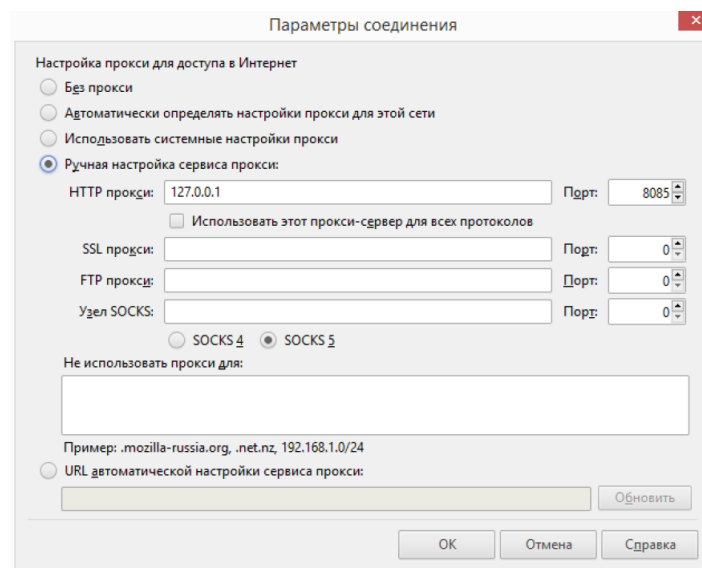 Параметры соединения
Настройка прокси для доступа в Интернет
Без прокси
Автоматически определять настройки прокси для этой сети
Использовать системные настройки прокси
Ручная настройка сервиса прокси:
HTTP прокси: 127.0.0.1 Порт: 8085
Использовать этот прокси-сервер для всех протоколов
SSL прокси: Порт: 0
FTP прокси: Порт: 0
Узел SOCKS: Порт: 0
SOCKS 4 SOCKS 5
Не использовать прокси для:
Пример: .mozilla-russia.org, .net.nz, 192.168.1.0/24
URL автоматической настройки сервиса прокси:
Обновить
OK Отмена Справка